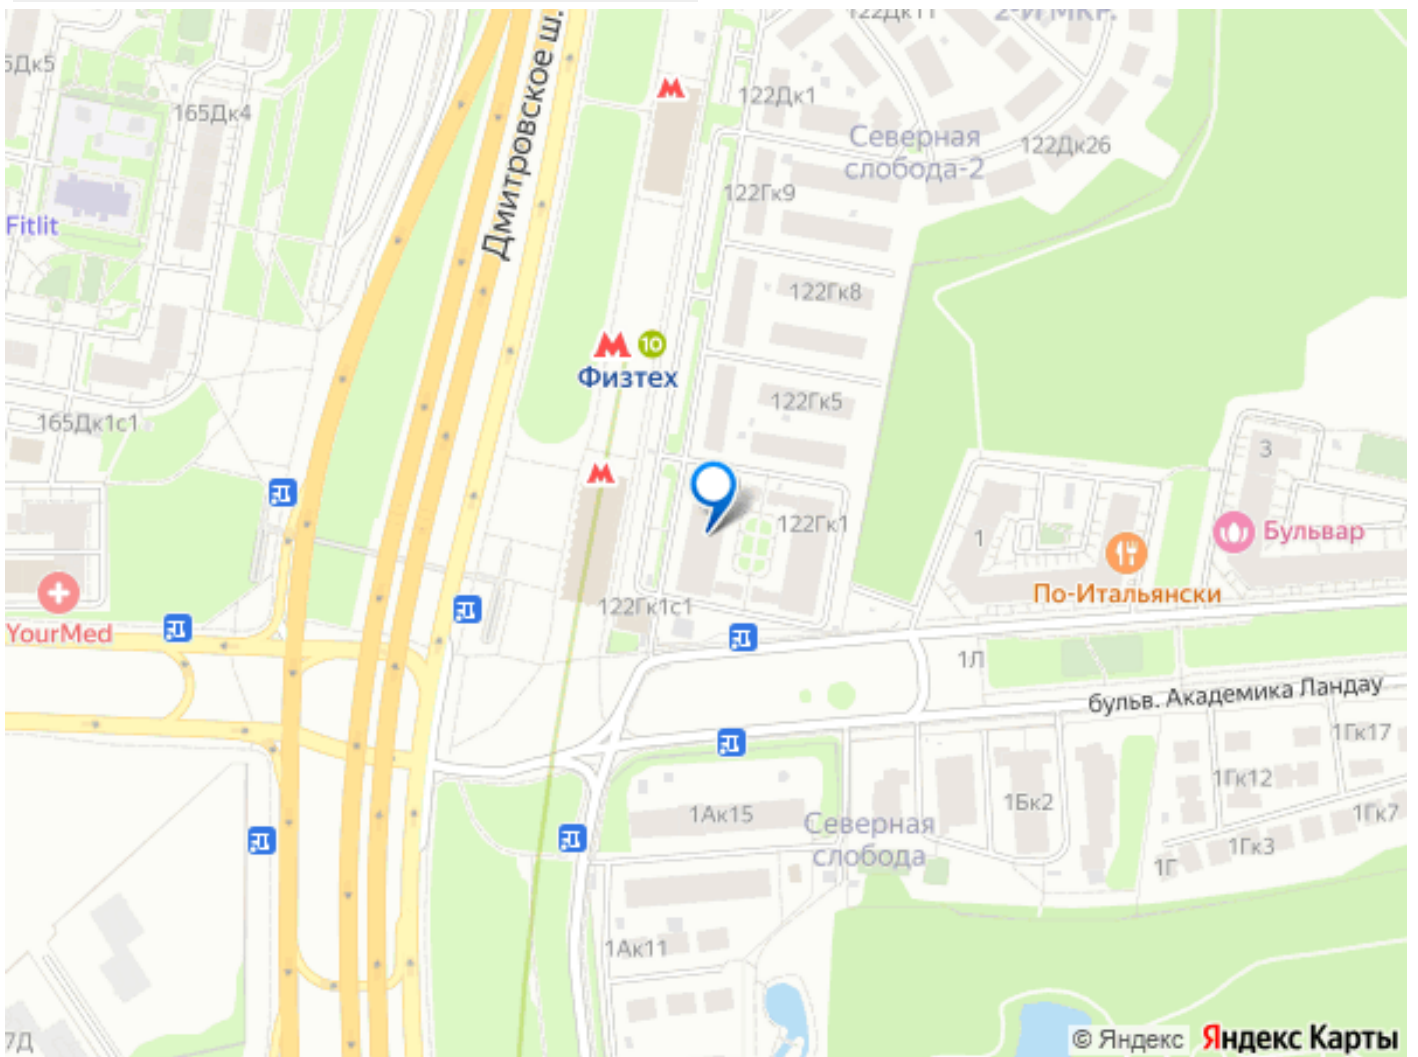 122Дк11
2-й мкр.
5Дк5
165Дк4
Дмитровское ш.
122Дк1
Северная
слобода-2
122Дк26
122Гк9
Fitlit
122Гк8
10
Физтех
122Гк5
165Дк1с1
3
122Гк1
1
Бульвар
По-Итальянски
122Гк1с1
YourMed
1Л
бульв. Академика Ландау
1Гк17
1Гк12
1Бк2
1Ак15
1Гк7
Северная
слобода
1Гк3
1Г
1Ак11
7Д
© Яндекс Яндекс Карты